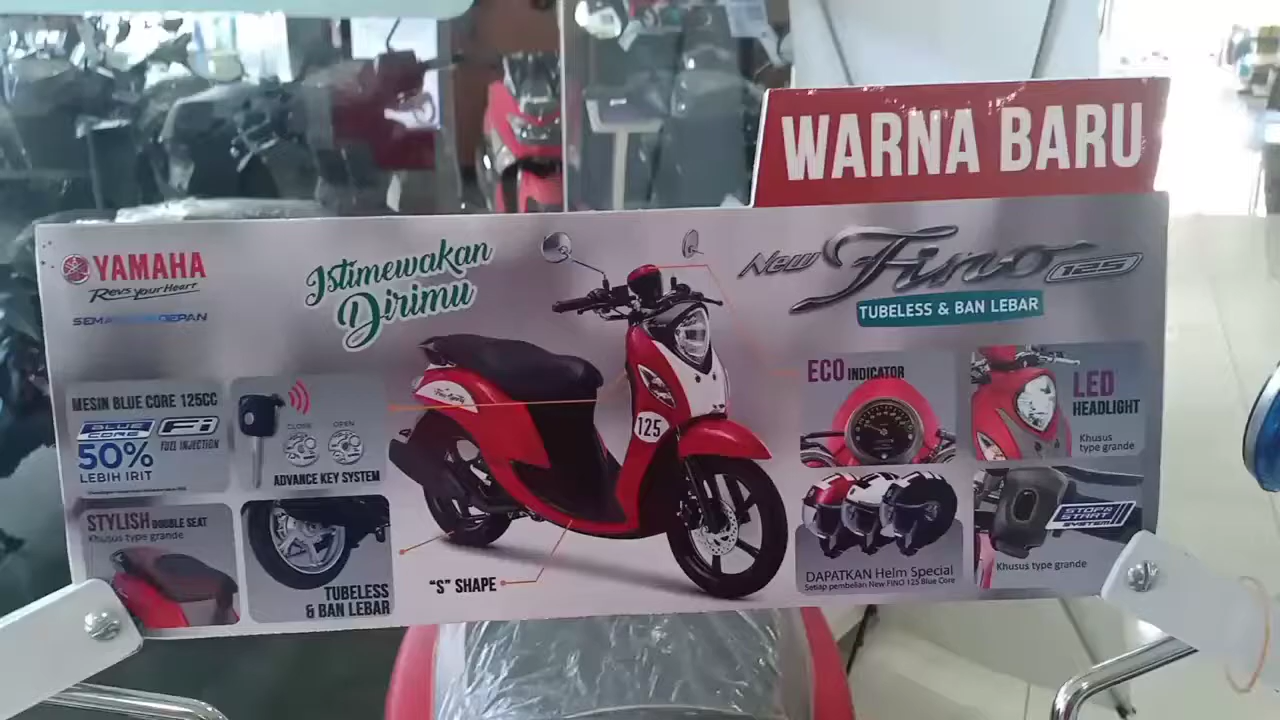 WARNA BARU
YAMAHA
Revs your Heart
SEMAKIN DI DEPAN
Istimewakan
Dirimu
New Fino 125
TUBELESS & BAN LEBAR
MESIN BLUE CORE 125CC
BLUE
CORE
Fi
FUEL INJECTION
50%
LEBIH IRIT
CLOSE OPEN
ADVANCE KEY SYSTEM
STYLISH DOUBLE SEAT
Khusus type grande
TUBELESS
& BAN LEBAR
125
"S" SHAPE
ECO INDICATOR
LED
HEADLIGHT
Khusus
type grande
DAPATKAN Helm Special
Setiap pembelian New FINO 125 Blue Core
STOP &
START
SYSTEM
Khusus type grande